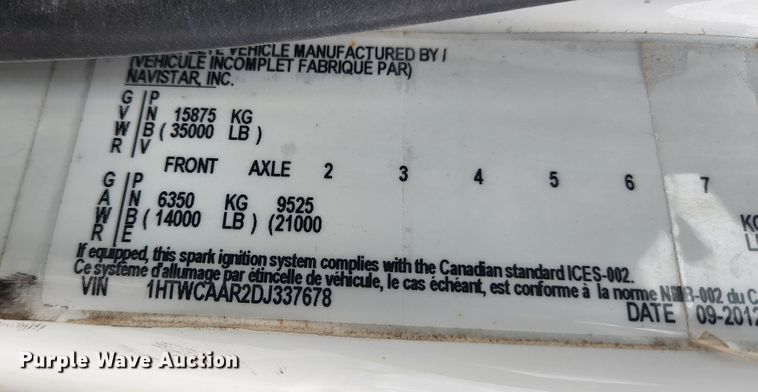 VEHICLE MANUFACTURED BY /
(VEHICULE INCOMPLET FABRIQUE PAR)
NAVISTAR, INC.
G / P
V / N 15875 KG
W / B ( 35000 LB )
R / V
FRONT AXLE 2 3 4 5 6 7
G / P
A / N 6350 KG 9525
W / B ( 14000 LB ) (21000
R / E
If equipped, this spark ignition system complies with the Canadian standard ICES-002.
Ce système d'allumage par étincelle de véhicule, le cas échéant, est conforme à la norme NMB-002 du
VIN 1HTWCAAR2DJ337678
DATE 09-2012
Purple Wave Auction